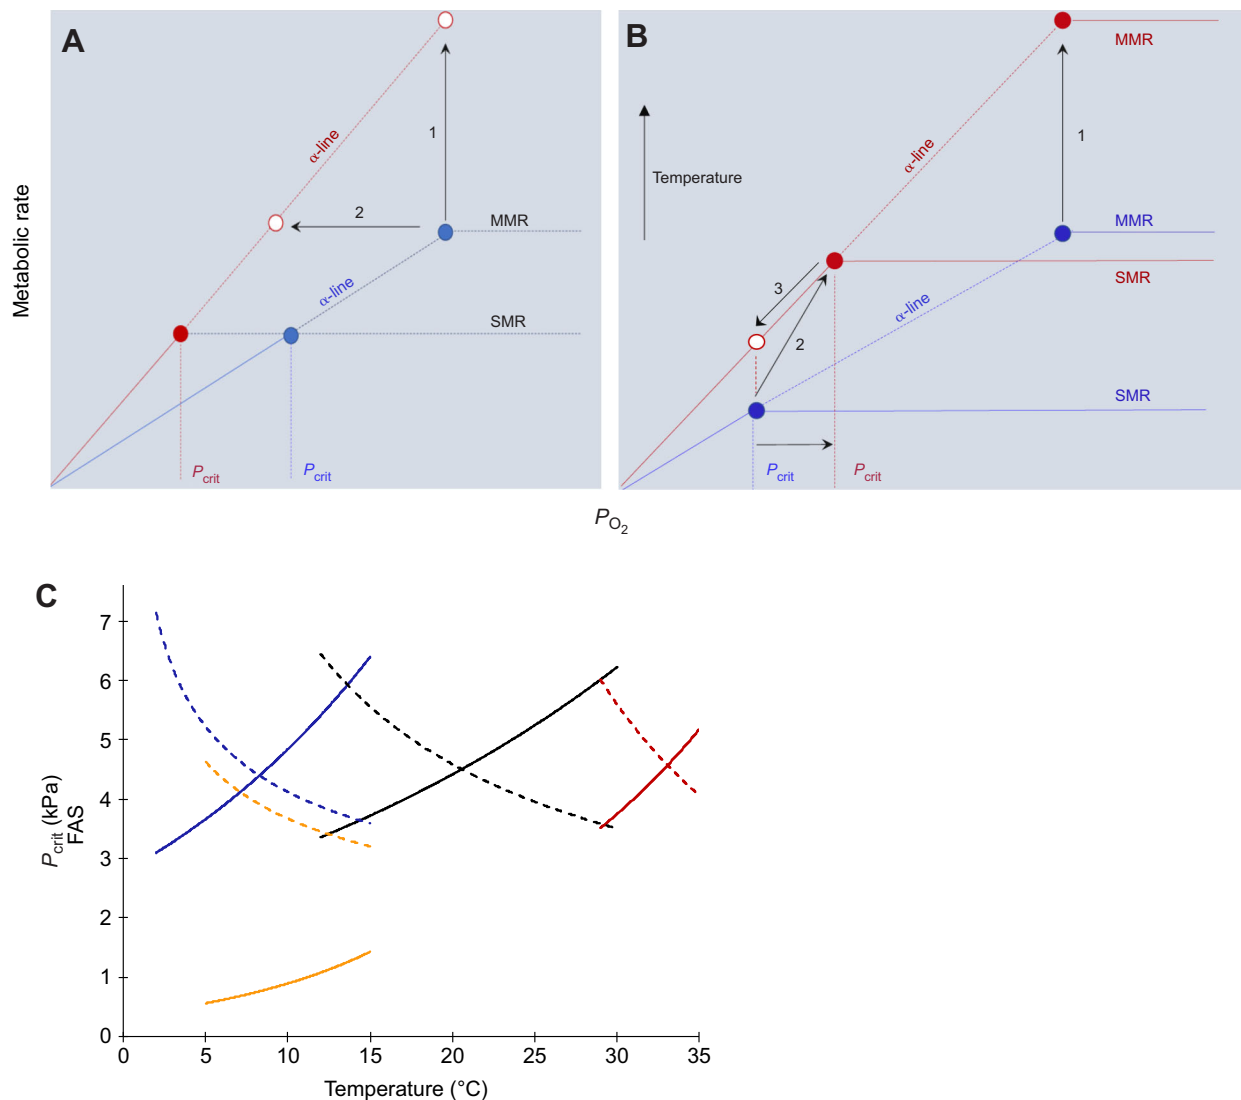 A
α-line
1
2
MMR
α-line
SMR
Pcrit
Pcrit
Metabolic rate
B
MMR
α-line
1
Temperature
MMR
SMR
α-line
3
2
SMR
Pcrit
Pcrit
PO2
C
7
6
5
4
3
2
1
0
Pcrit (kPa)
FAS
0 5 10 15 20 25 30 35
Temperature (°C)